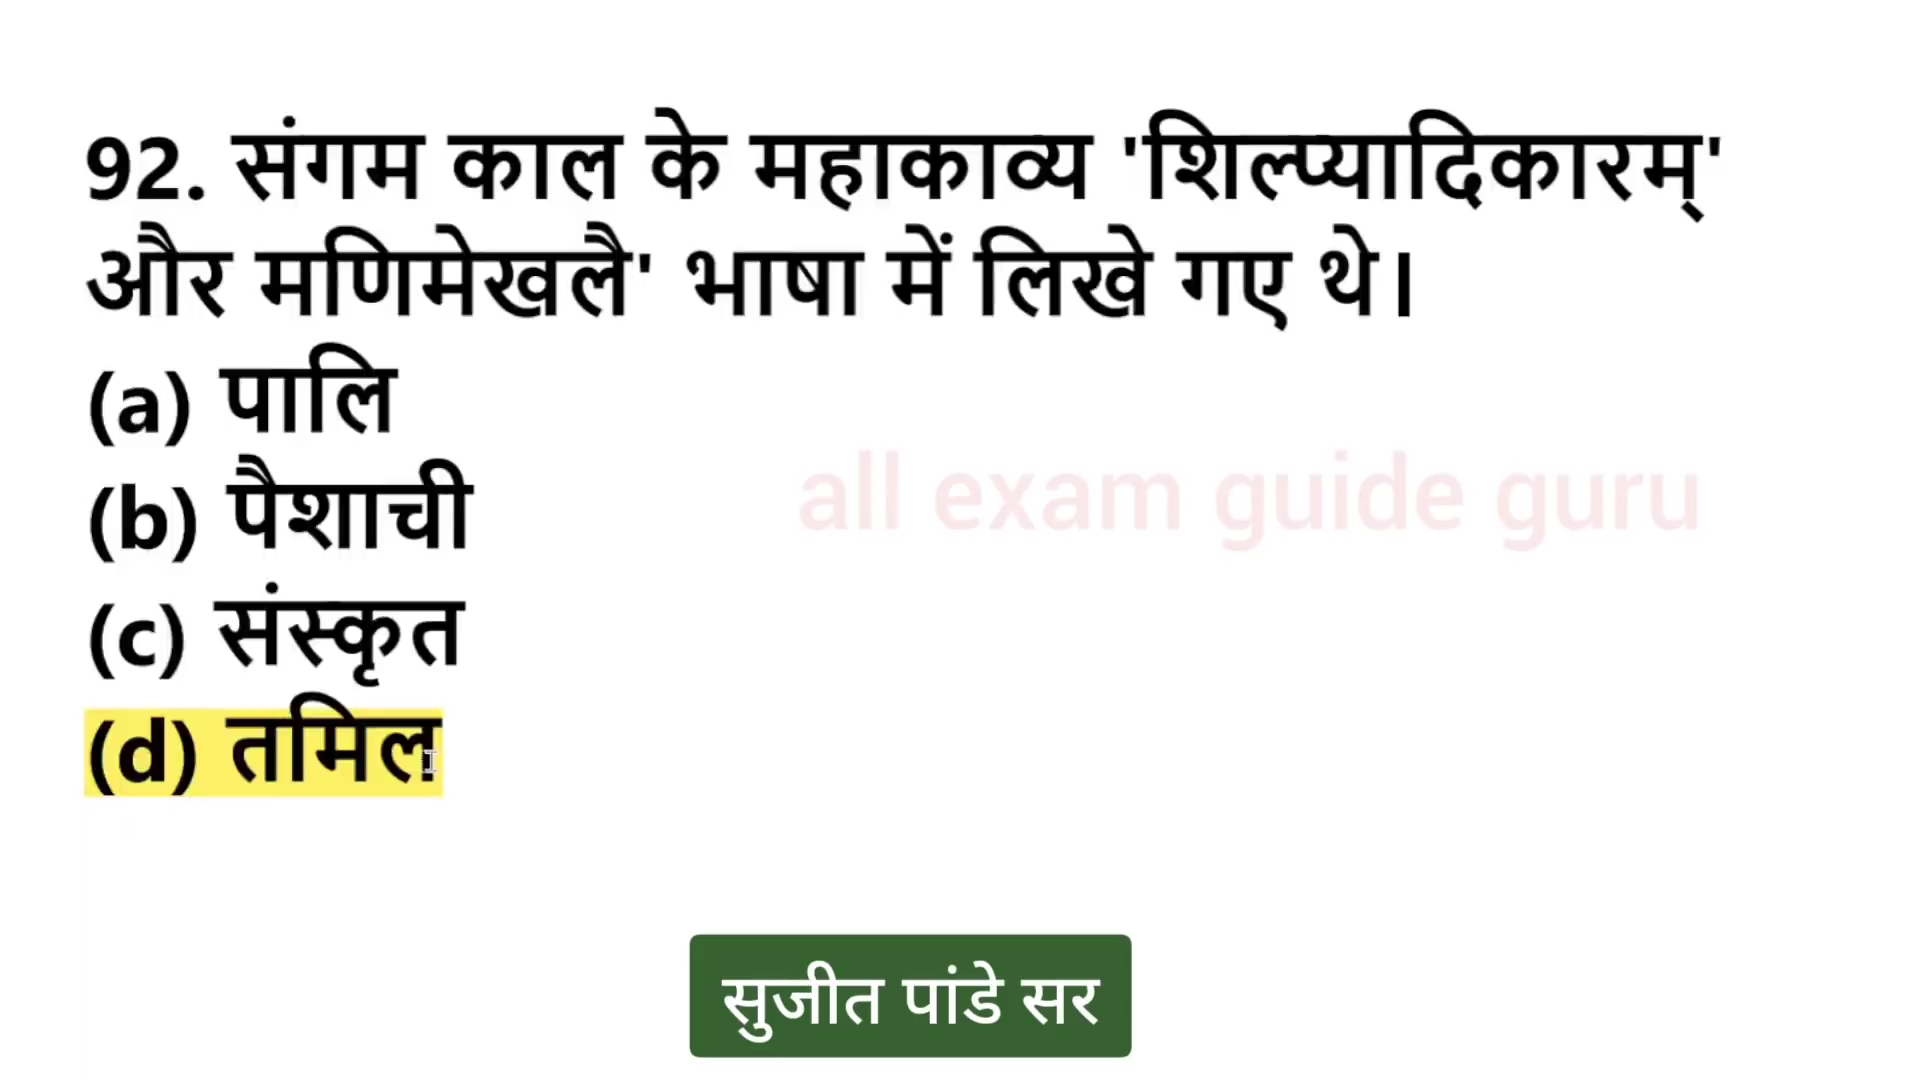 92. संगम काल के महाकाव्य 'शिल्प्यादिकारम्'
और मणिमेखलै' भाषा में लिखे गए थे।
(a) पालि
(b) पैशाची
all exam guide guru
(c) संस्कृत
(d) तमिल
सुजीत पांडे सर